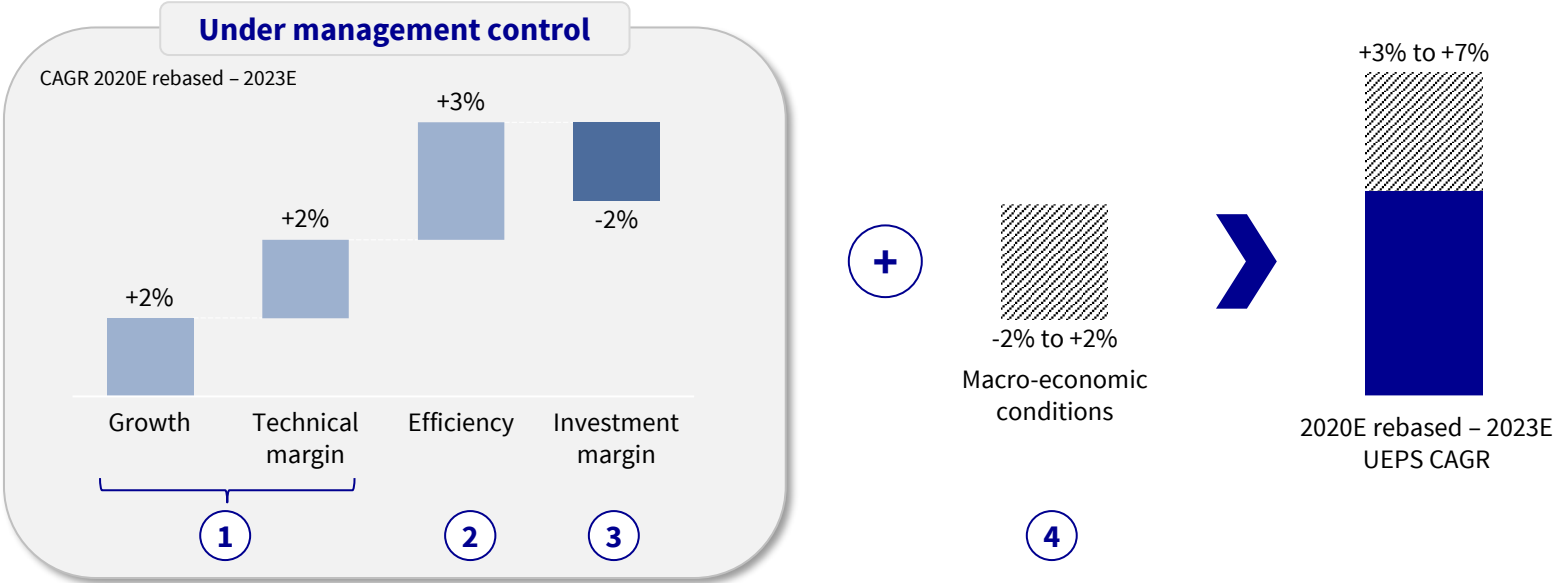 Under management control
CAGR 2020E rebased – 2023E
+2%
+2%
+3%
-2%
Growth
Technical
margin
Efficiency
Investment
margin
1
2
3
+
-2% to +2%
Macro-economic
conditions
4
+3% to +7%
2020E rebased – 2023E
UEPS CAGR